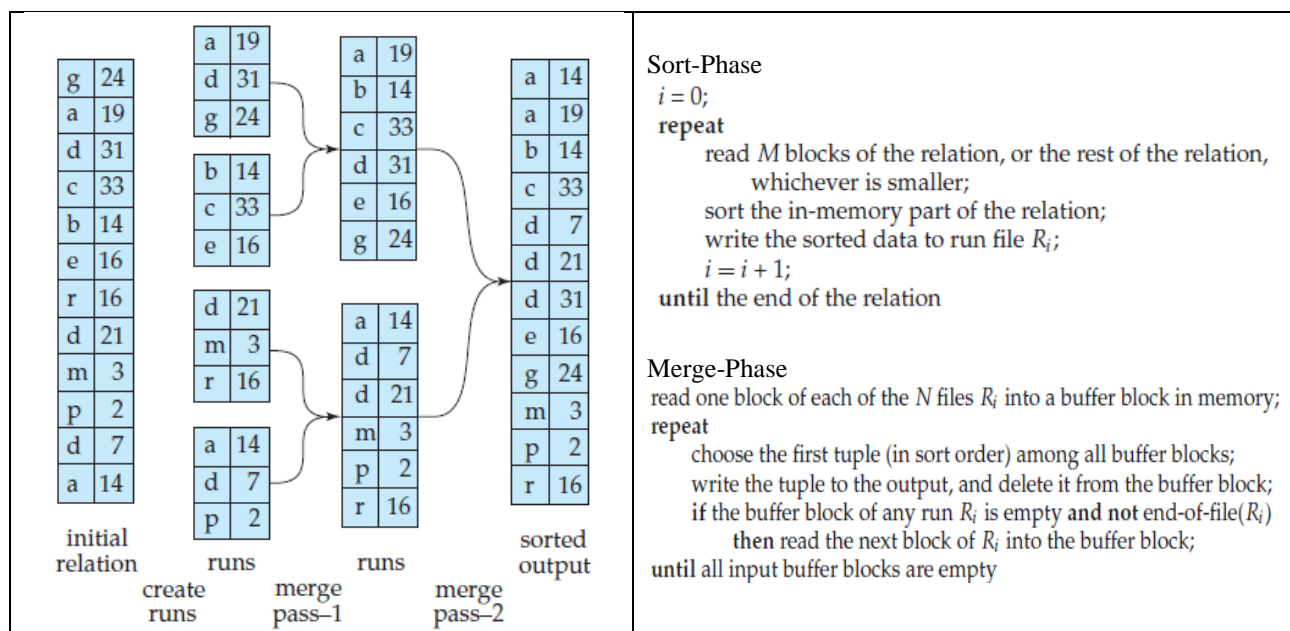 g 24
a 19
d 31
c 33
b 14
e 16
r 16
d 21
m 3
p 2
d 7
a 14
initial
relation
create
runs
a 19
d 31
g 24
b 14
c 33
e 16
d 21
m 3
r 16
a 14
d 7
p 2
runs
merge
pass–1
a 19
b 14
c 33
d 31
e 16
g 24
a 14
d 7
d 21
m 3
p 2
r 16
runs
merge
pass–2
a 14
a 19
b 14
c 33
d 7
d 21
d 31
e 16
g 24
m 3
p 2
r 16
sorted
output
Sort-Phase
i = 0;
repeat
read M blocks of the relation, or the rest of the relation,
whichever is smaller;
sort the in-memory part of the relation;
write the sorted data to run file Ri;
i = i + 1;
until the end of the relation
Merge-Phase
read one block of each of the N files Ri into a buffer block in memory;
repeat
choose the first tuple (in sort order) among all buffer blocks;
write the tuple to the output, and delete it from the buffer block;
if the buffer block of any run Ri is empty and not end-of-file(Ri)
then read the next block of Ri into the buffer block;
until all input buffer blocks are empty